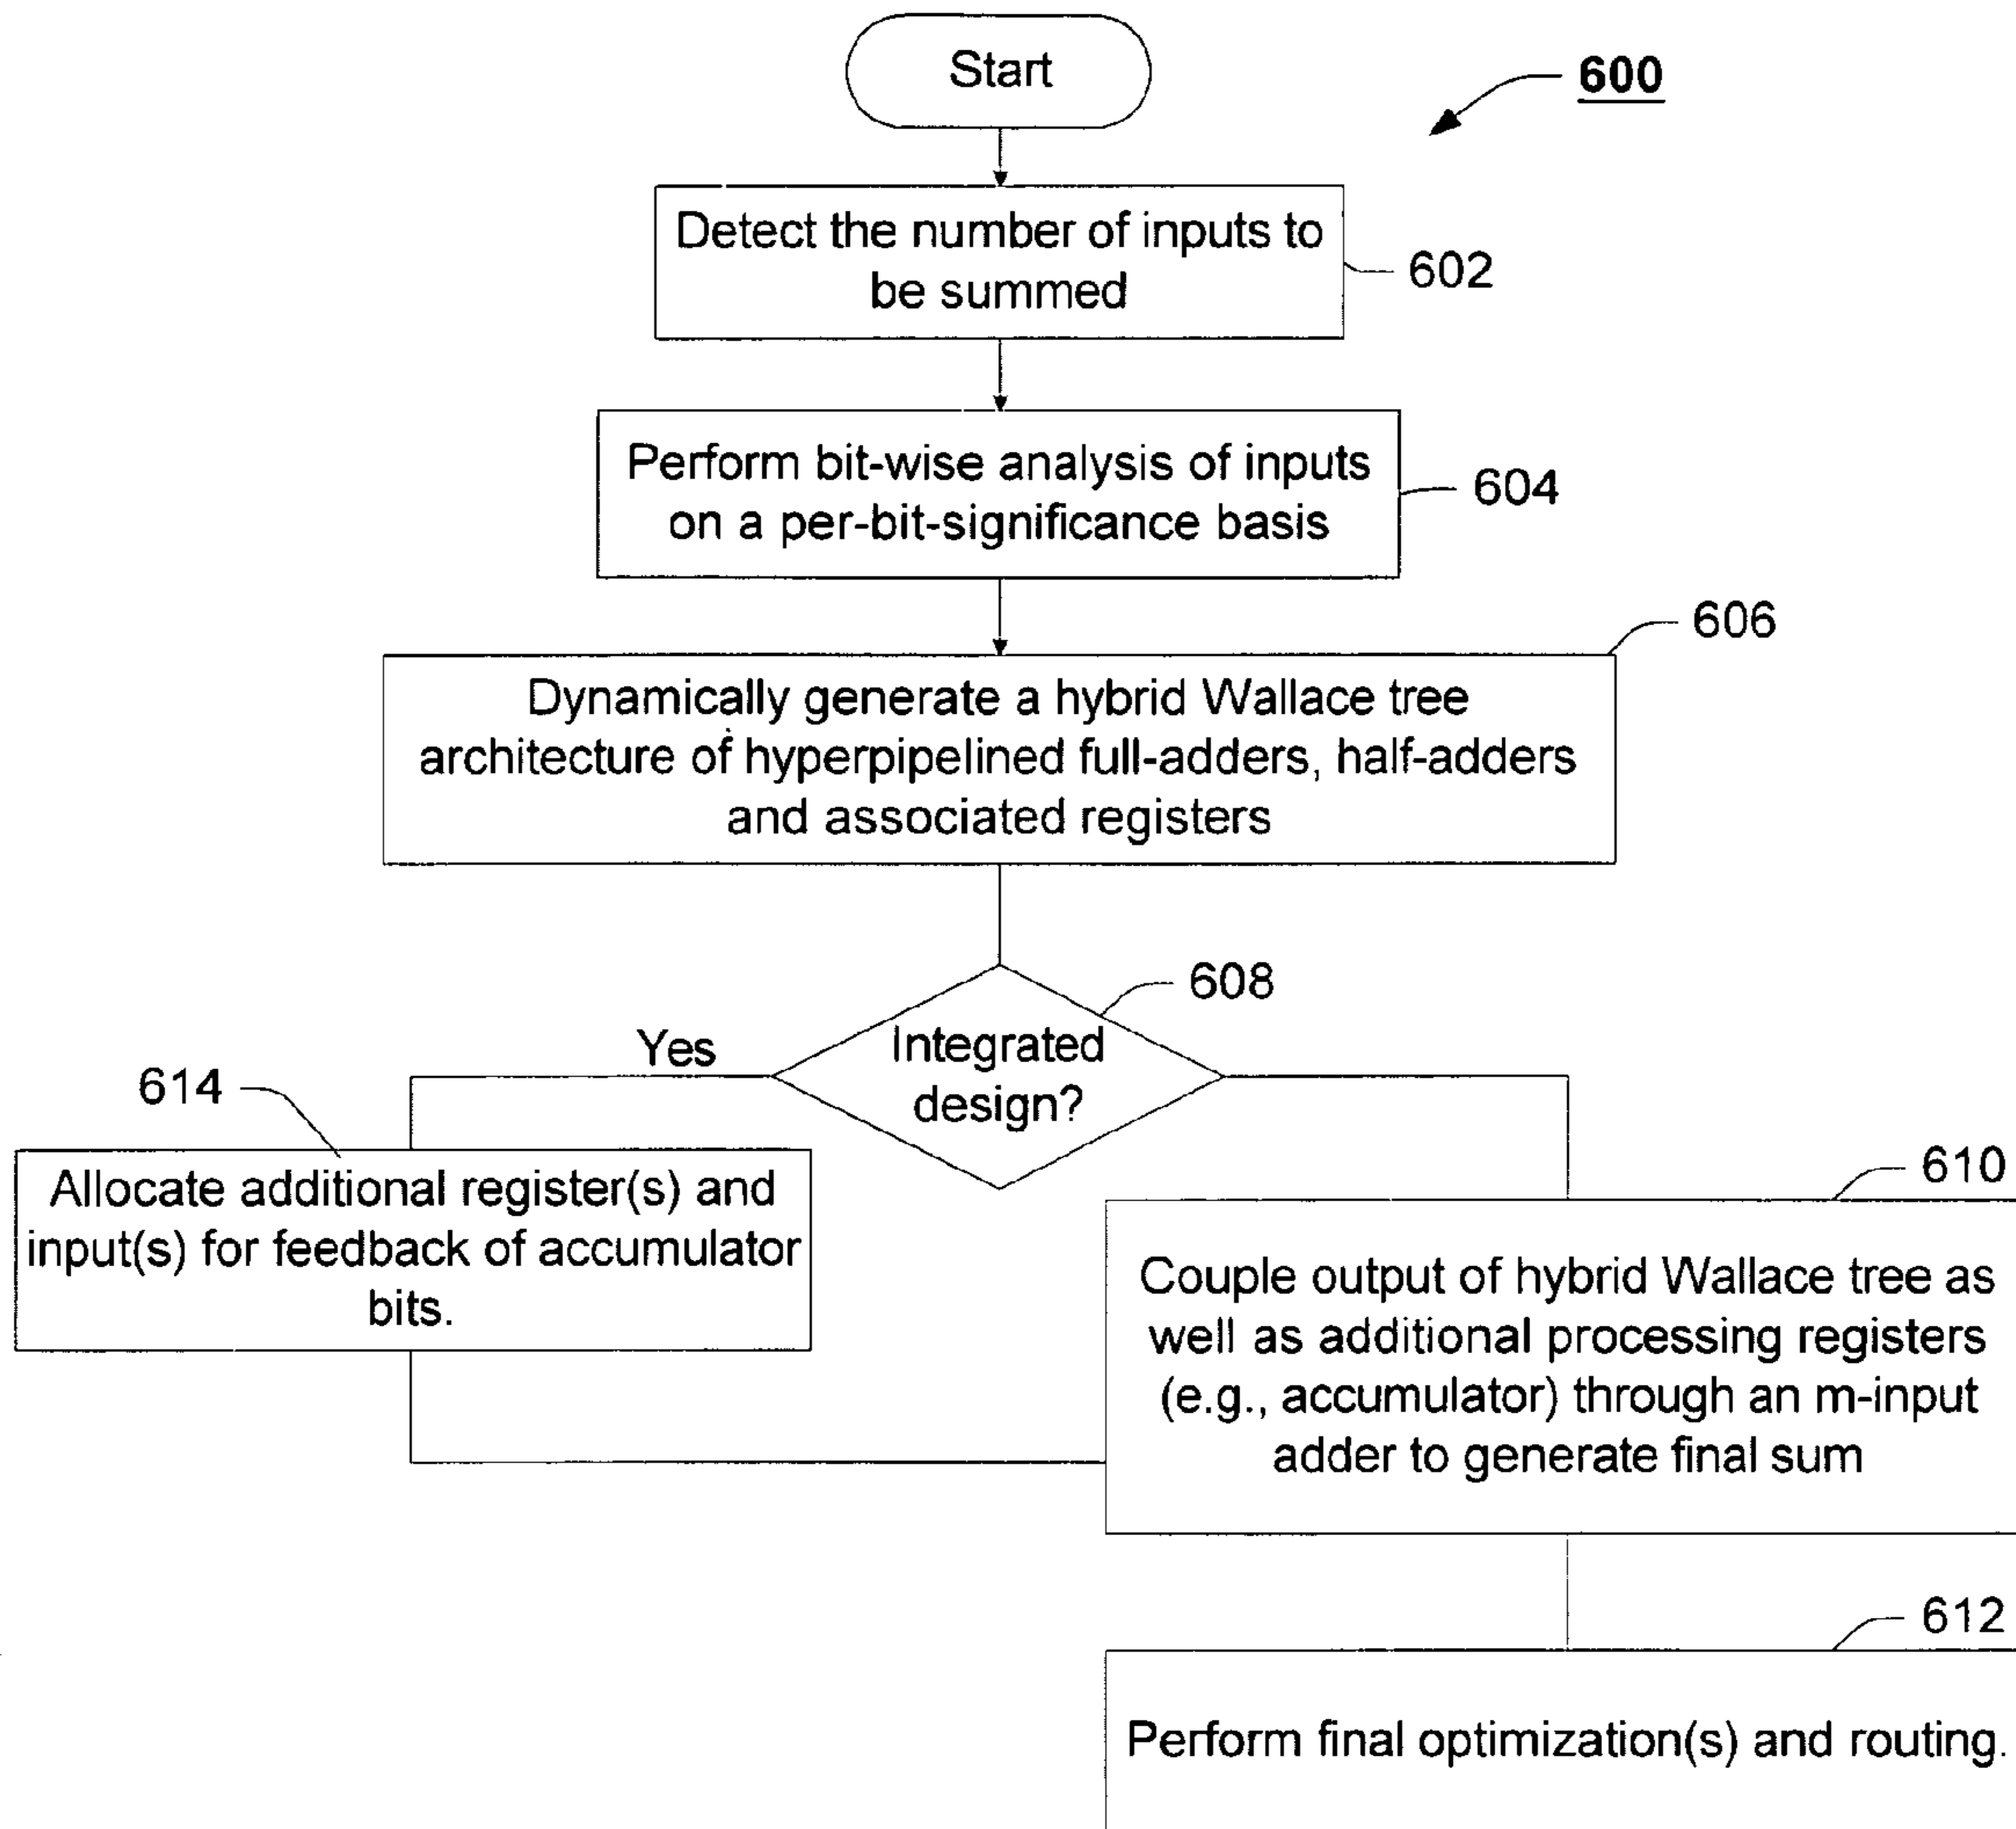 Start
600
Detect the number of inputs to
be summed
602
Perform bit-wise analysis of inputs
on a per-bit-significance basis
604
606
Dynamically generate a hybrid Wallace tree
architecture of hyperpipelined full-adders, half-adders
and associated registers
608
Integrated
design?
Yes
614
Allocate additional register(s) and
input(s) for feedback of accumulator
bits.
610
Couple output of hybrid Wallace tree as
well as additional processing registers
(e.g., accumulator) through an m-input
adder to generate final sum
612
Perform final optimization(s) and routing.